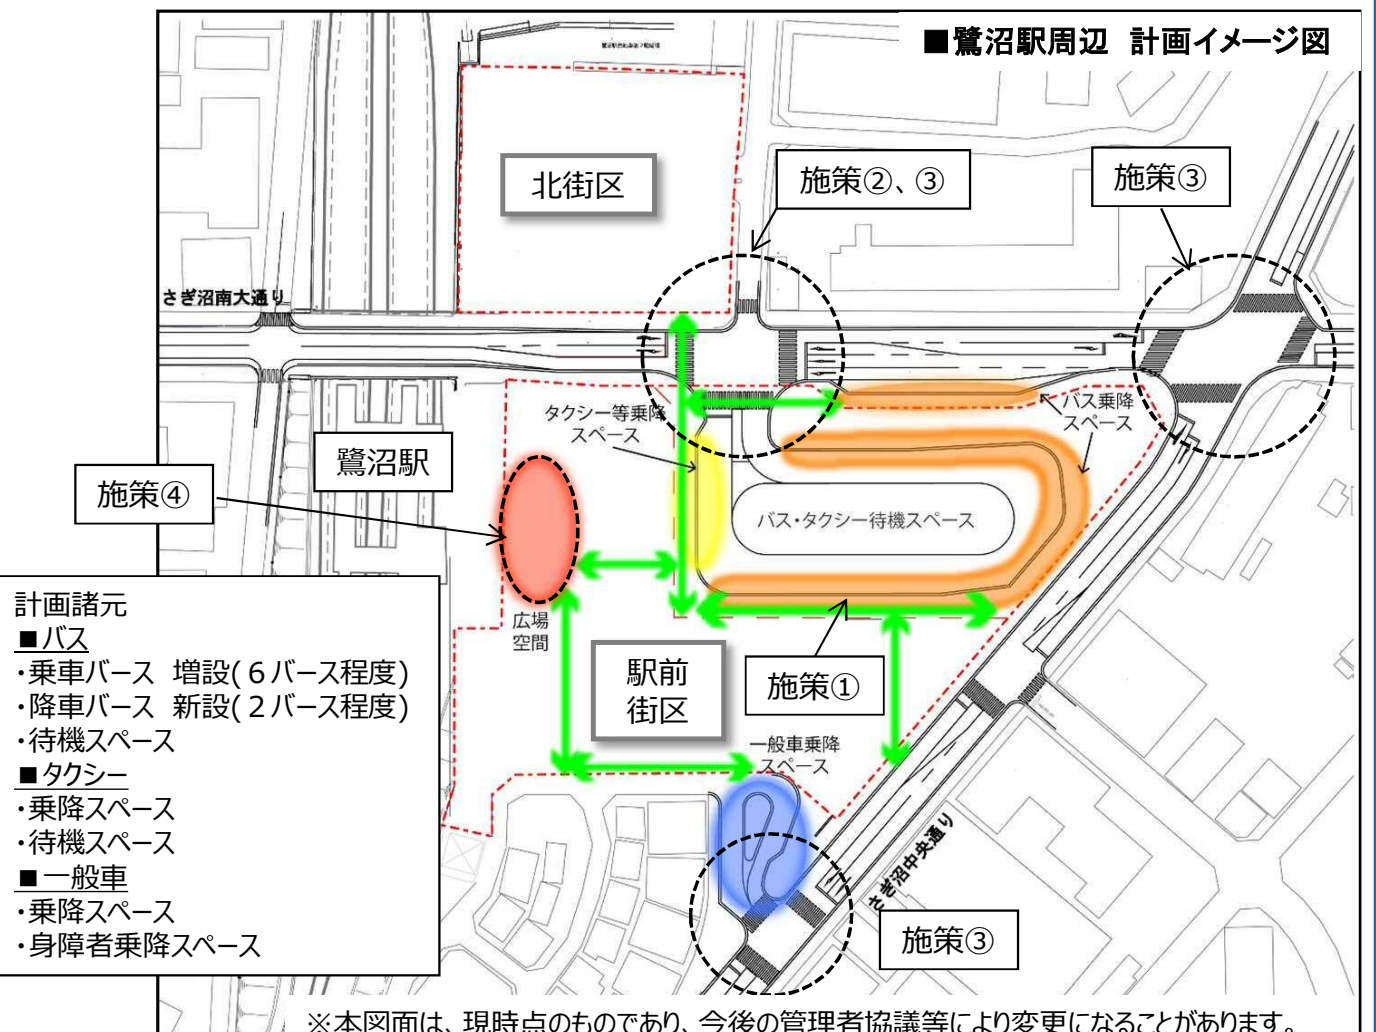 ■鷺沼駅周辺 計画イメージ図
北街区
施策②、③
施策③
さぎ沼南大通り
タクシー等乗降
スペース
バス乗降
スペース
鷺沼駅
施策④
バス・タクシー待機スペース
広場
空間
駅前
街区
施策①
一般車乗降
スペース
さぎ沼中央通り
施策③
計画諸元
■バス
・乗車バース 増設(６バース程度)
・降車バース 新設(２バース程度)
・待機スペース
■タクシー
・乗降スペース
・待機スペース
■一般車
・乗降スペース
・身障者乗降スペース
※本図面は、現時点のものであり、今後の管理者協議等により変更になることがあります。